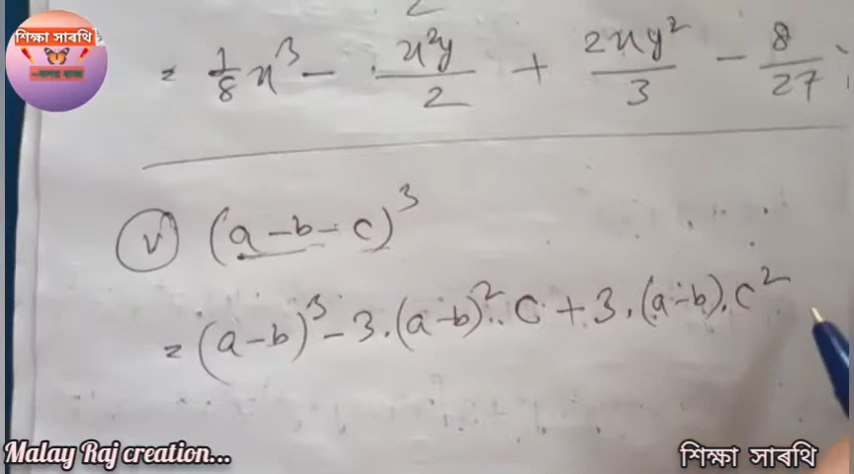 শিক্ষা সাৰথি
= 1/8 x³ - x²y/2 + 2xy²/3 - 8/27
(v) (a-b-c)³
= (a-b)³ - 3.(a-b)².c + 3.(a-b).c²
Malay Raj creation...
শিক্ষা সাৰথি